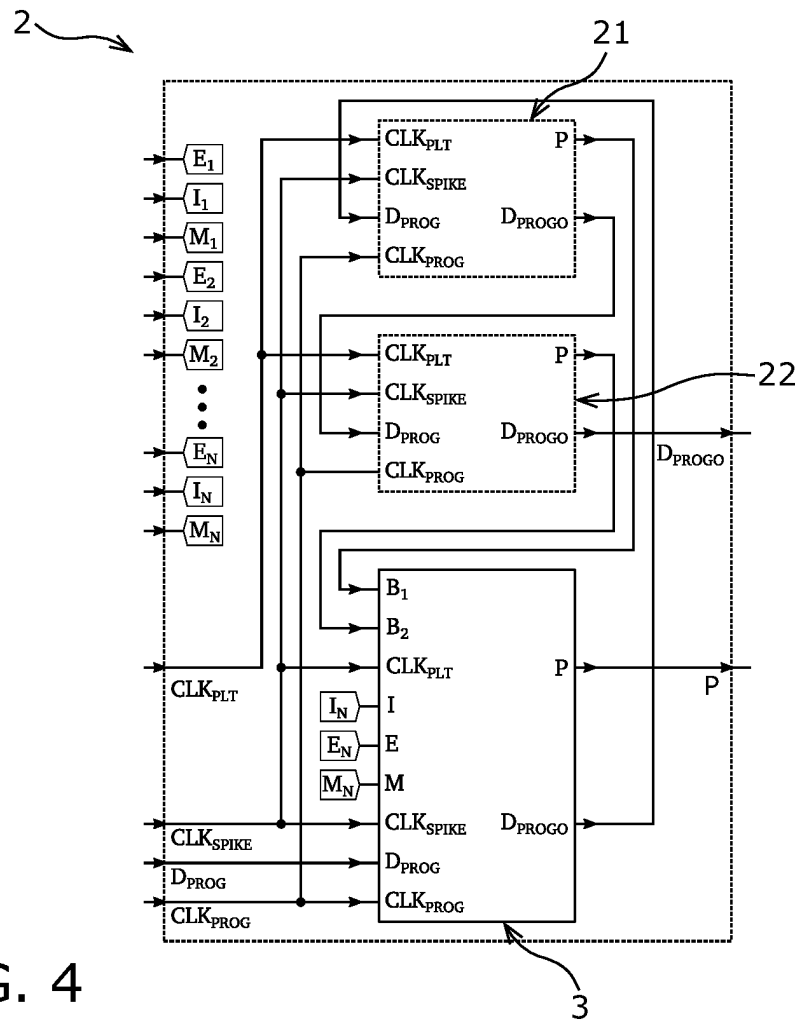 2
21
E1
I1
M1
E2
I2
M2
EN
IN
MN
CLKPLT
P
CLKSPIKE
DPROG
DPROGO
CLKPROG
CLKPLT
P
22
CLKSPIKE
DPROG
DPROGO
DPROGO
CLKPROG
B1
B2
CLKPLT
P
CLKPLT
P
IN
I
EN
E
MN
M
CLKSPIKE
DPROGO
CLKSPIKE
DPROG
DPROG
CLKPROG
CLKPROG
3
G. 4